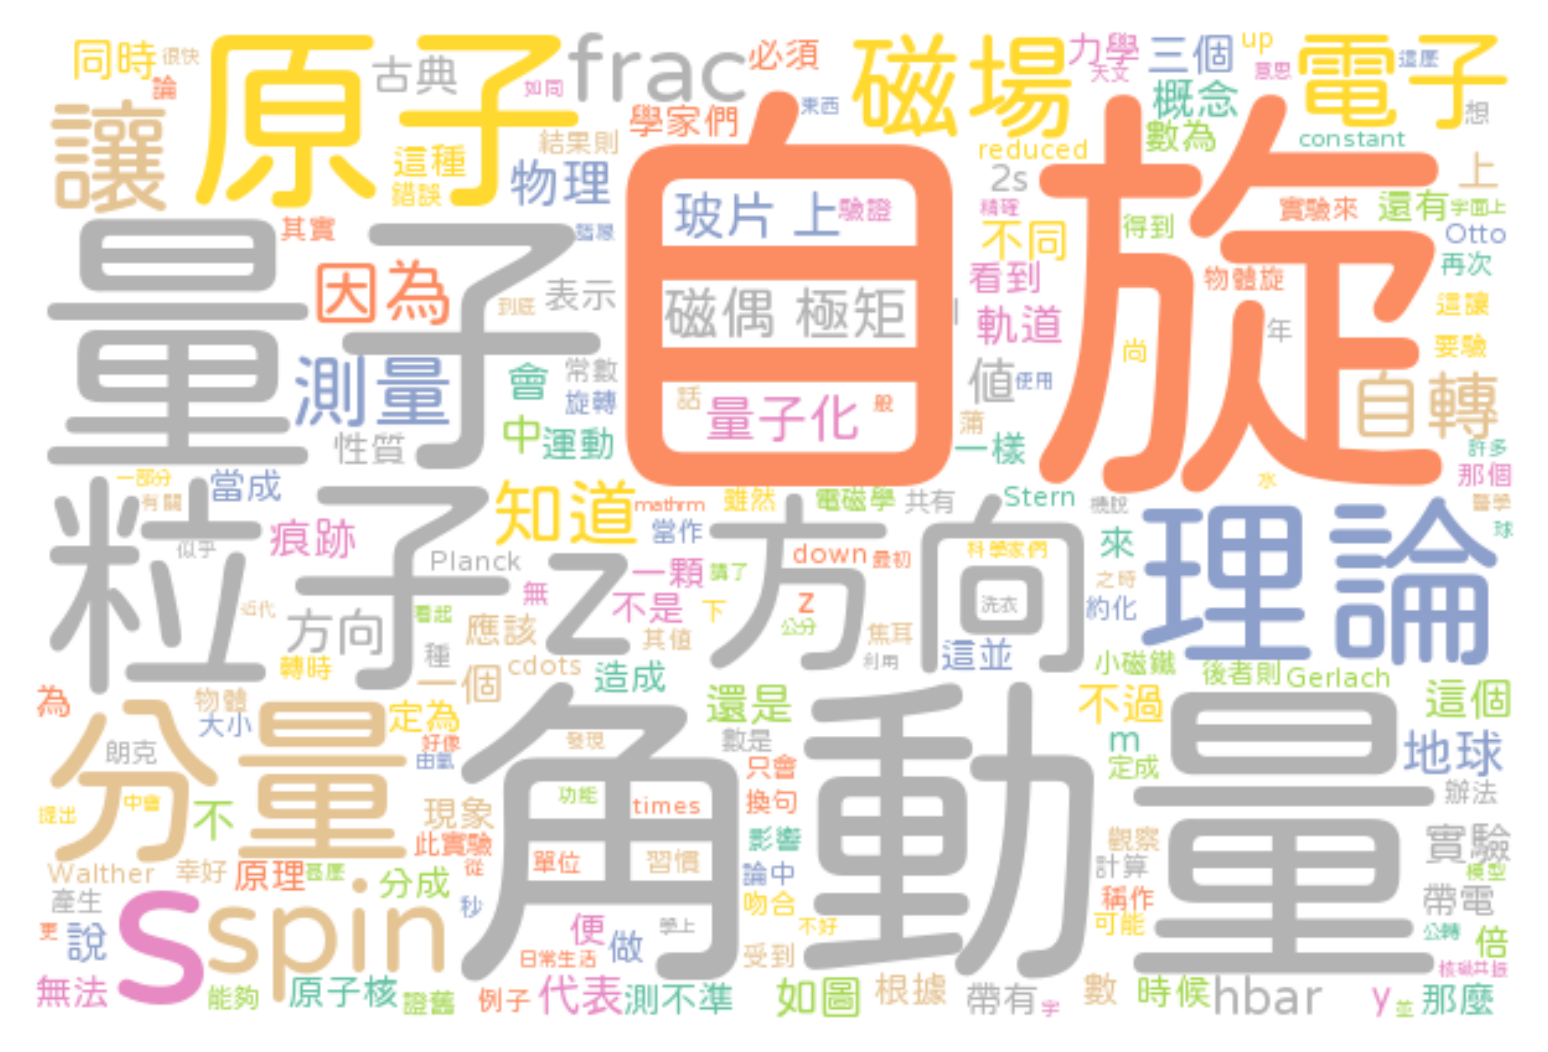 同時
很快
論
原子
古典
frac
如同
必須
磁場
力學
天文
三個
up
意思
電子
這麼
想
讓
這種
錯誤
結果則
物理
學家們
東西
概念
數為
reduced
constant
2s
上
自旋
玻片 上
驗證
精確
不同
得到
實驗來
還有
字面上
Otto
再次
量子
其實
因為
到底
表示
磁偶 極矩
看到
軌道
物體旋
這讓
年
尚
要驗
測量
會
常數
旋轉
話
量子化
般
值
使用
蒲
自轉
性質
中
運動
一樣
許多
那個
一部分
有關
當成
粒子
似乎
痕跡
知道
mathrm
雖然
電磁學
共有
Stern
機說
水
醫學
球
當作
Planck
down
最初
科學家們
來
理論
z方向
一顆
講了
無
不是
下
z
公分
洗衣
之時
約化
近代
方向
看起
應該
其值
焦耳
利用
這並
小磁鐵
種
轉時
一個
cdots
造成
後者則
Gerlach
為
物體
大小
定為
還是
不過
這個
分量
朗克
好像
由氫
角動量
發現
數是
只會
m
定成
地球
提出
中會
不
現象
功能
times
換句
辦法
此實驗
影響
觀察
實驗
模型
Walther
幸好
原理
甚麼
分成
從
單位
習慣
論中
計算
產生
秒
吻合
稱作
帶電
更
說
s
spin
便
做
學上
不好
可能
公轉
倍
日常生活
受到
核磁共振
無法
能夠
原子核
證舊
例子
代表
測不準
如圖
根據
帶有
字
數
時候
hbar
y
並
那麼